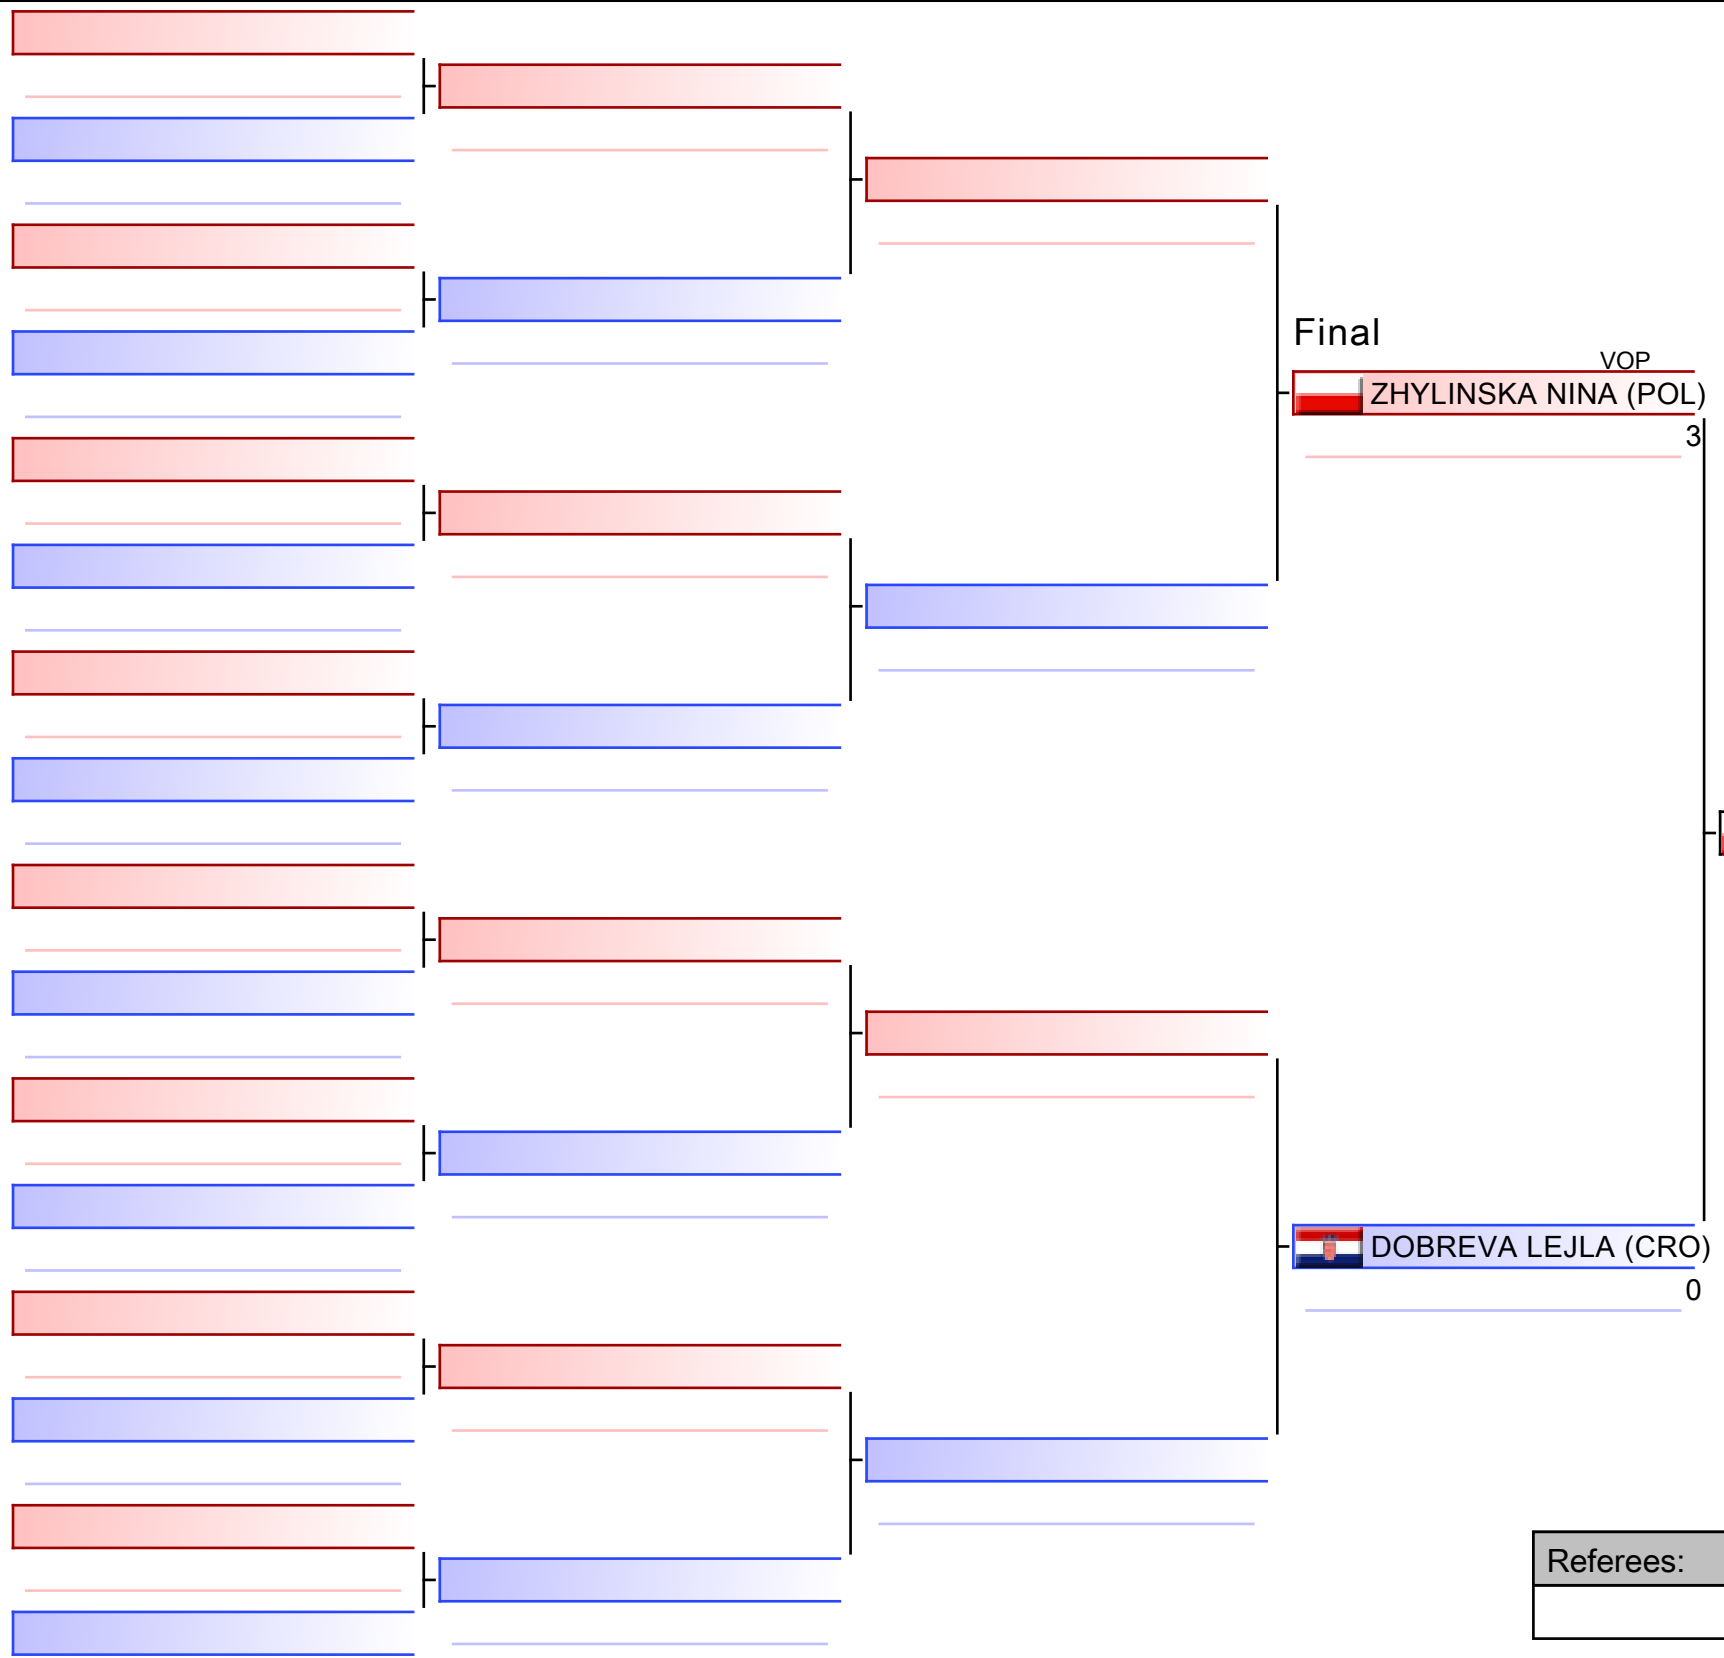 Final
VOP
ZHYLINSKA NINA (POL)
3
DOBREVA LEJLA (CRO)
0
Referees: